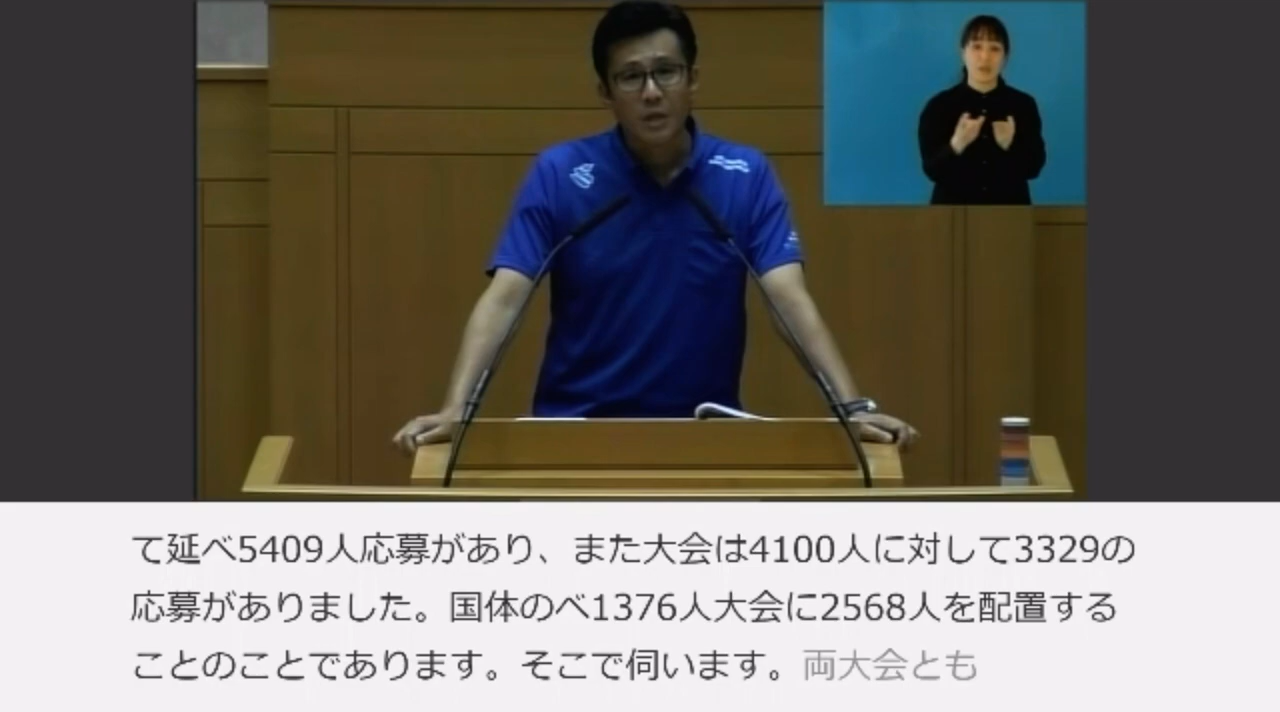 て延べ5409人応募があり、また大会は4100人に対して3329の
応募がありました。国体のべ1376人大会に2568人を配置する
ことのことであります。そこで伺います。両大会とも